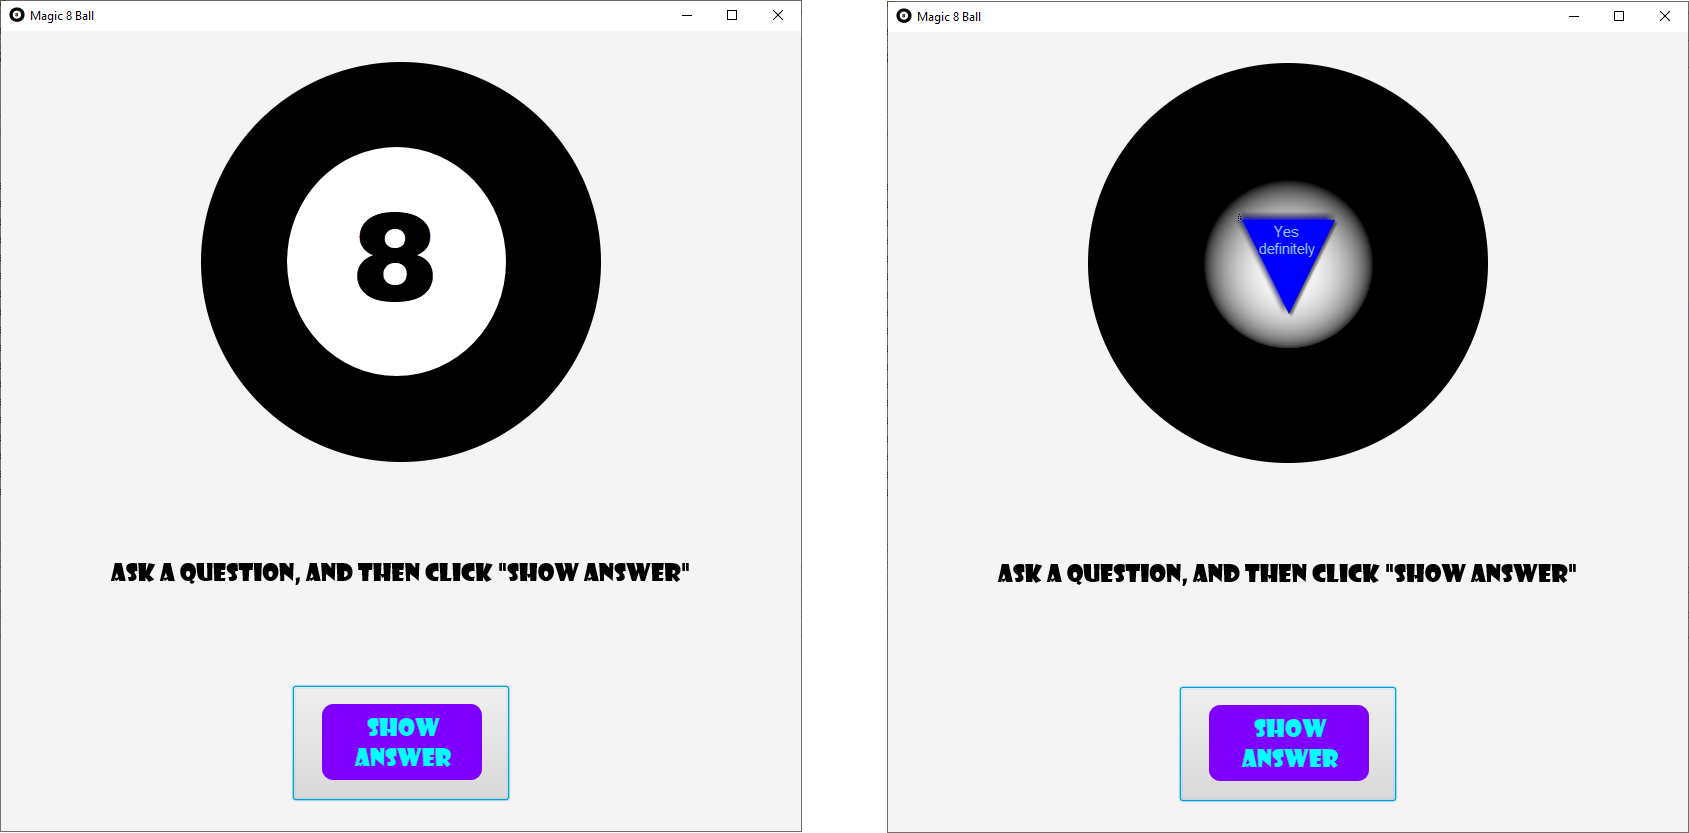 Magic 8 Ball
8
ASK A QUESTION, AND THEN CLICK "SHOW ANSWER"
SHOW
ANSWER
Magic 8 Ball
Yes
definitely
ASK A QUESTION, AND THEN CLICK "SHOW ANSWER"
SHOW
ANSWER